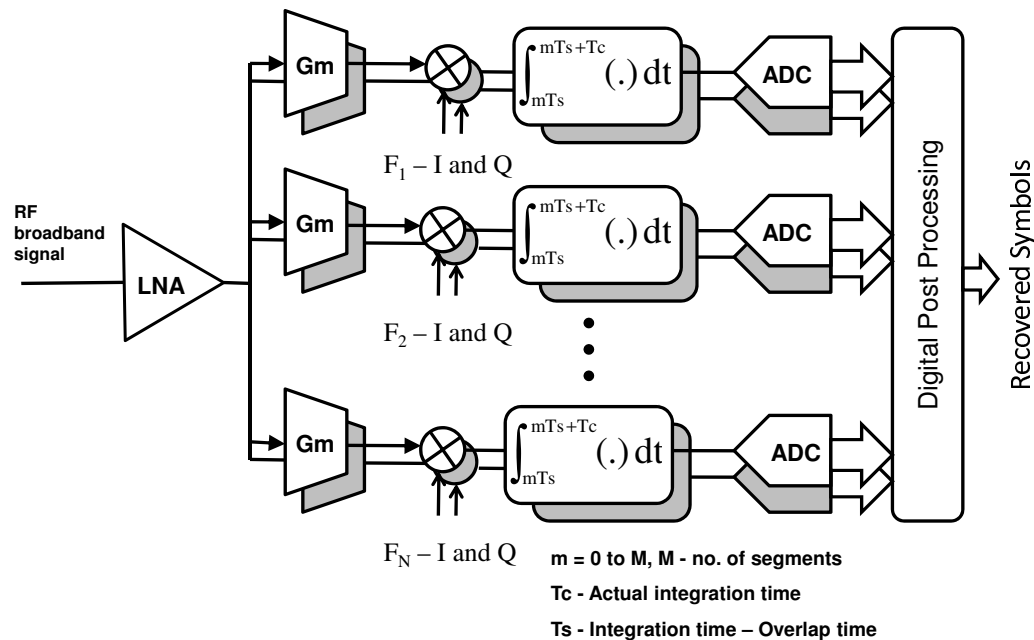 Gm
∫ mTs+Tc
mTs
(.) dt
ADC
F₁ – I and Q
RF
broadband
signal
LNA
Gm
∫ mTs+Tc
mTs
(.) dt
ADC
F₂ – I and Q
Gm
∫ mTs+Tc
mTs
(.) dt
ADC
F_N – I and Q
Digital Post Processing
Recovered Symbols
m = 0 to M, M - no. of segments
Tc - Actual integration time
Ts - Integration time – Overlap time